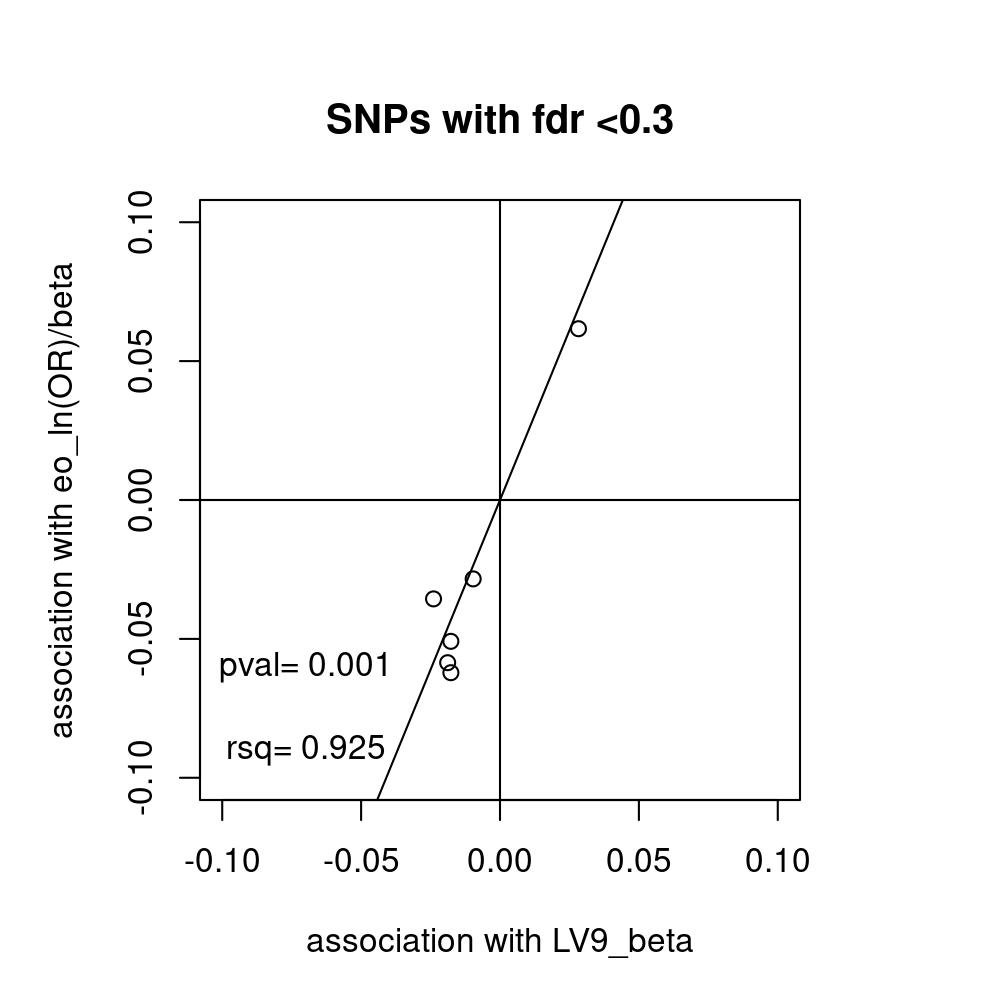 SNPs with fdr <0.3
association with eo_ln(OR)/beta
0.10
0.05
0.00
-0.05
-0.10
pval= 0.001
rsq= 0.925
-0.10 -0.05 0.00 0.05 0.10
association with LV9_beta